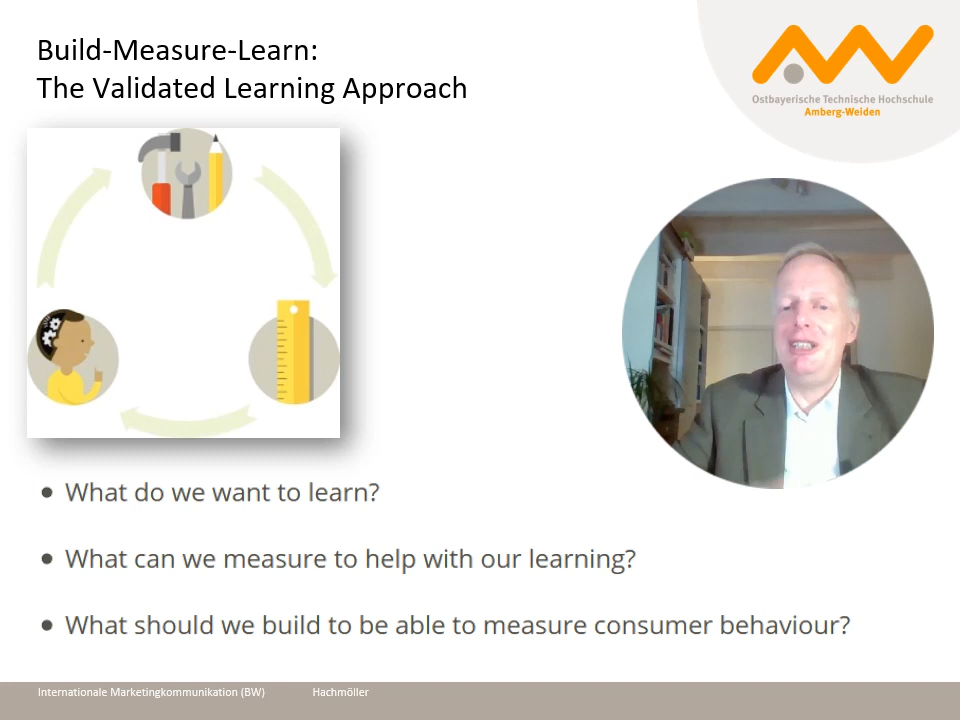 Build-Measure-Learn:
The Validated Learning Approach
Ostbayerische Technische Hochschule
Amberg-Weiden
What do we want to learn?
What can we measure to help with our learning?
What should we build to be able to measure consumer behaviour?
Internationale Marketingkommunikation (BW) Hachmöller